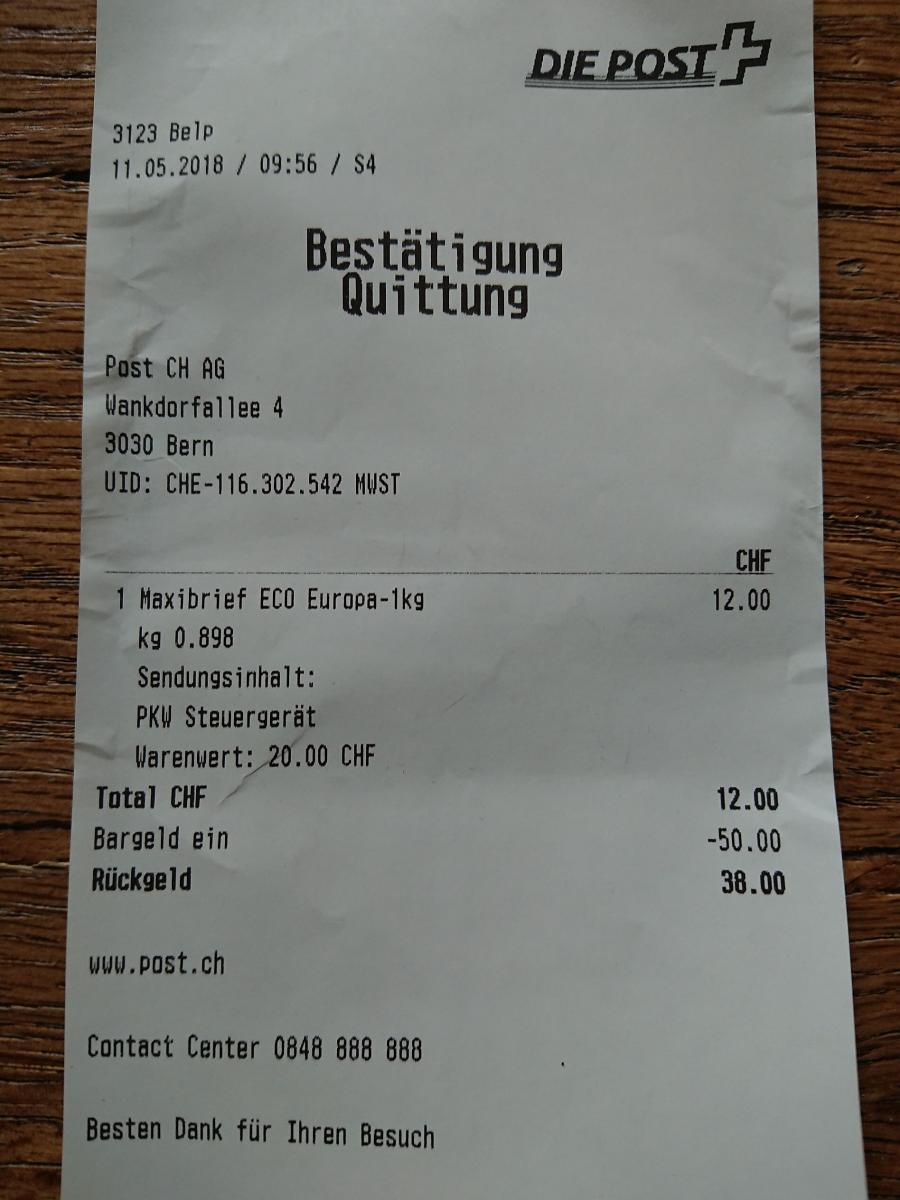 DIE POST
3123 Belp
11.05.2018 / 09:56 / S4
Bestätigung
Quittung
Post CH AG
Wankdorfallee 4
3030 Bern
UID: CHE-116.302.542 MWST
CHF
1 Maxibrief ECO Europa-1kg 12.00
kg 0.898
Sendungsinhalt:
PKW Steuergerät
Warenwert: 20.00 CHF
Total CHF 12.00
Bargeld ein -50.00
Rückgeld 38.00
www.post.ch
Contact Center 0848 888 888
Besten Dank für Ihren Besuch